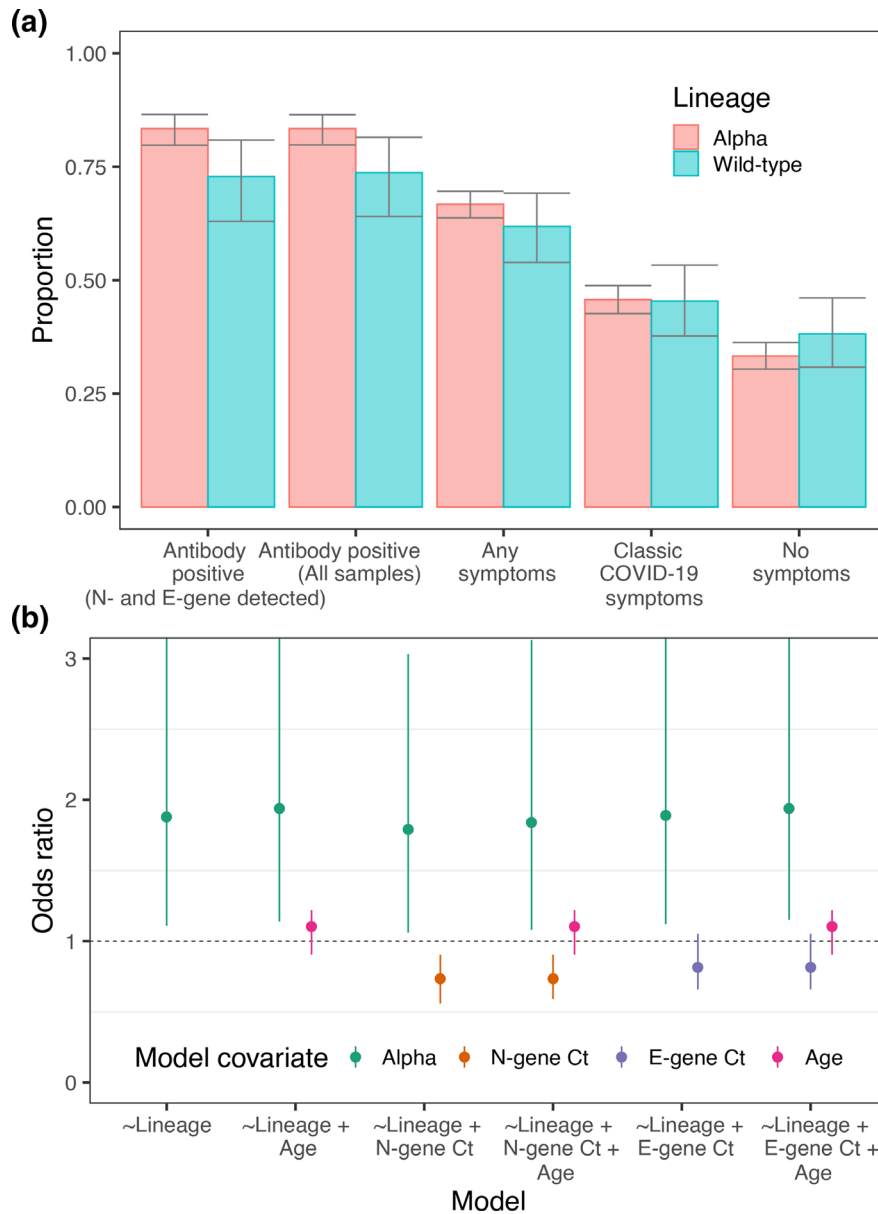 (a)
1.00
0.75
0.50
0.25
0.00
Proportion
Lineage
Alpha
Wild-type
Antibody
positive
(N- and E-gene detected)
Antibody positive
(All samples)
Any
symptoms
Classic
COVID-19
symptoms
No
symptoms
(b)
3
2
1
0
Odds ratio
Model covariate
Alpha
N-gene Ct
E-gene Ct
Age
~Lineage
~Lineage +
Age
~Lineage +
N-gene Ct
~Lineage +
N-gene Ct +
Age
~Lineage +
E-gene Ct
~Lineage +
E-gene Ct +
Age
Model